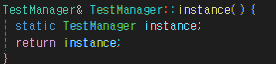 TestManager& TestManager::instance() {
  static TestManager instance;
  return instance;
}